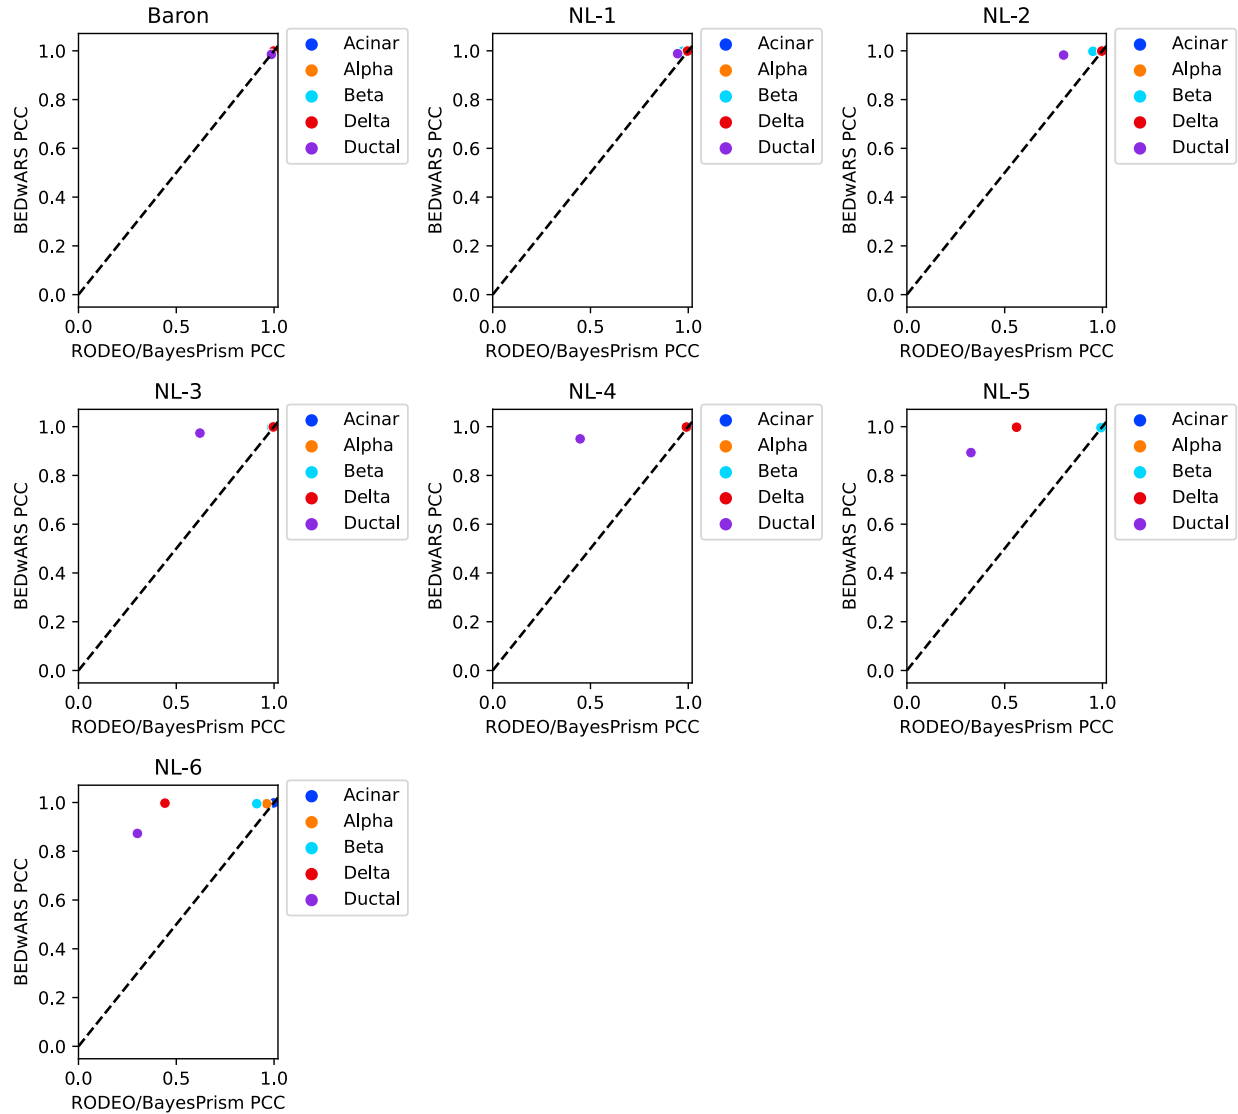 Baron
BEDwARS PCC
1.0
0.8
0.6
0.4
0.2
0.0
0.0 0.5 1.0
RODEO/BayesPrism PCC
Acinar
Alpha
Beta
Delta
Ductal
NL-1
BEDwARS PCC
1.0
0.8
0.6
0.4
0.2
0.0
0.0 0.5 1.0
RODEO/BayesPrism PCC
Acinar
Alpha
Beta
Delta
Ductal
NL-2
BEDwARS PCC
1.0
0.8
0.6
0.4
0.2
0.0
0.0 0.5 1.0
RODEO/BayesPrism PCC
Acinar
Alpha
Beta
Delta
Ductal
NL-3
BEDwARS PCC
1.0
0.8
0.6
0.4
0.2
0.0
0.0 0.5 1.0
RODEO/BayesPrism PCC
Acinar
Alpha
Beta
Delta
Ductal
NL-4
BEDwARS PCC
1.0
0.8
0.6
0.4
0.2
0.0
0.0 0.5 1.0
RODEO/BayesPrism PCC
Acinar
Alpha
Beta
Delta
Ductal
NL-5
BEDwARS PCC
1.0
0.8
0.6
0.4
0.2
0.0
0.0 0.5 1.0
RODEO/BayesPrism PCC
Acinar
Alpha
Beta
Delta
Ductal
NL-6
BEDwARS PCC
1.0
0.8
0.6
0.4
0.2
0.0
0.0 0.5 1.0
RODEO/BayesPrism PCC
Acinar
Alpha
Beta
Delta
Ductal